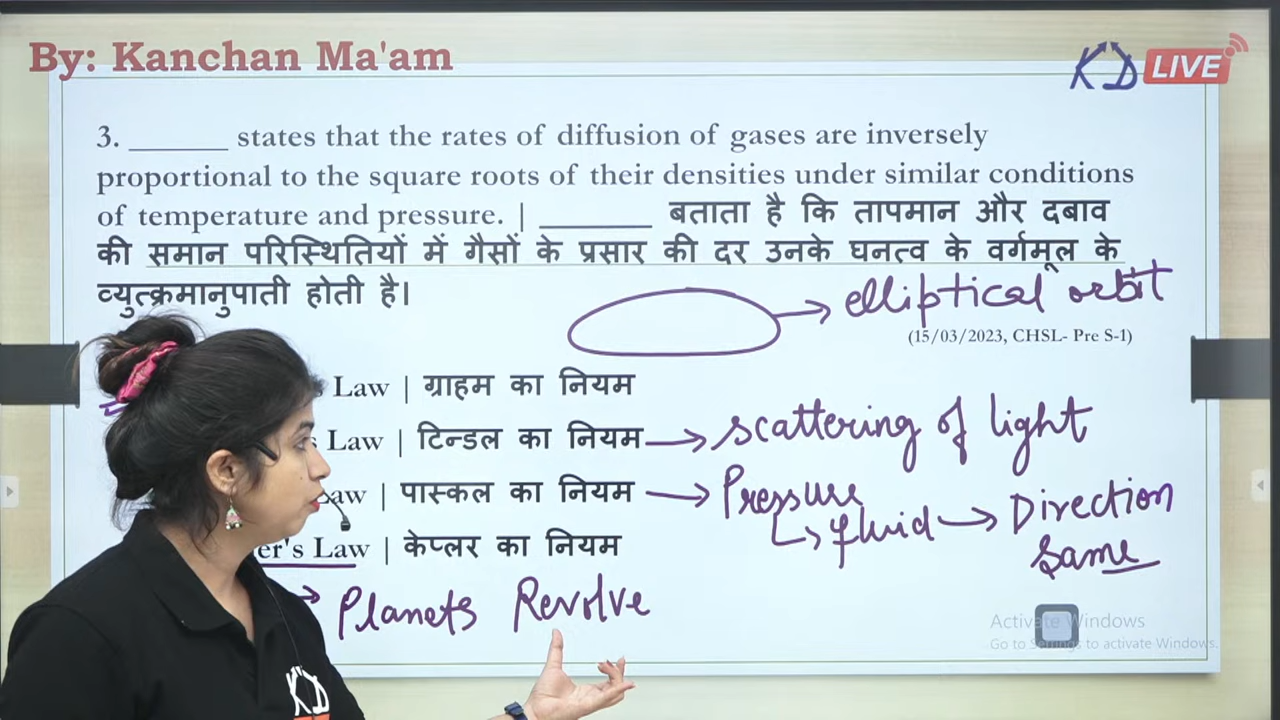 By: Kanchan Ma'am
KD LIVE
3. ______ states that the rates of diffusion of gases are inversely
proportional to the square roots of their densities under similar conditions
of temperature and pressure. | _______ बताता है कि तापमान और दबाव
की समान परिस्थितियों में गैसों के प्रसार की दर उनके घनत्व के वर्गमूल के
व्युत्क्रमानुपाती होती है।
elliptical orbit
(15/03/2023, CHSL- Pre S-1)
Law | ग्राहम का नियम
Law | टिन्डल का नियम → scattering of light
Law | पास्कल का नियम → Pressure
↳ fluid → Direction
same
er's Law | केप्लर का नियम
→ Planets Revolve
Activate Windows
Go to Settings to activate Windows.
KD